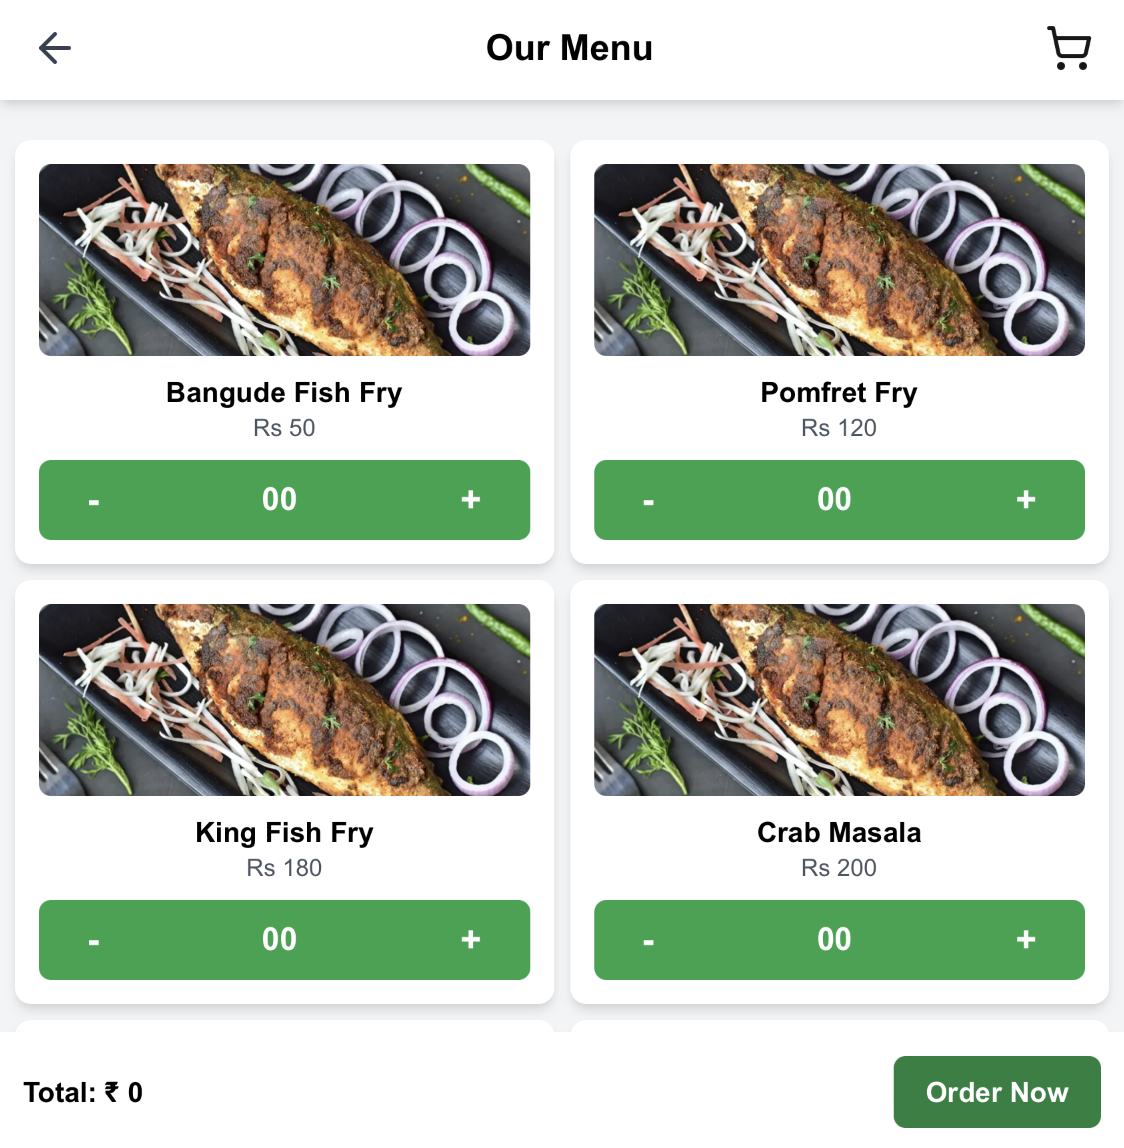 Our Menu
Bangude Fish Fry
Rs 50
- 00 +
Pomfret Fry
Rs 120
- 00 +
King Fish Fry
Rs 180
- 00 +
Crab Masala
Rs 200
- 00 +
Total: ₹ 0
Order Now